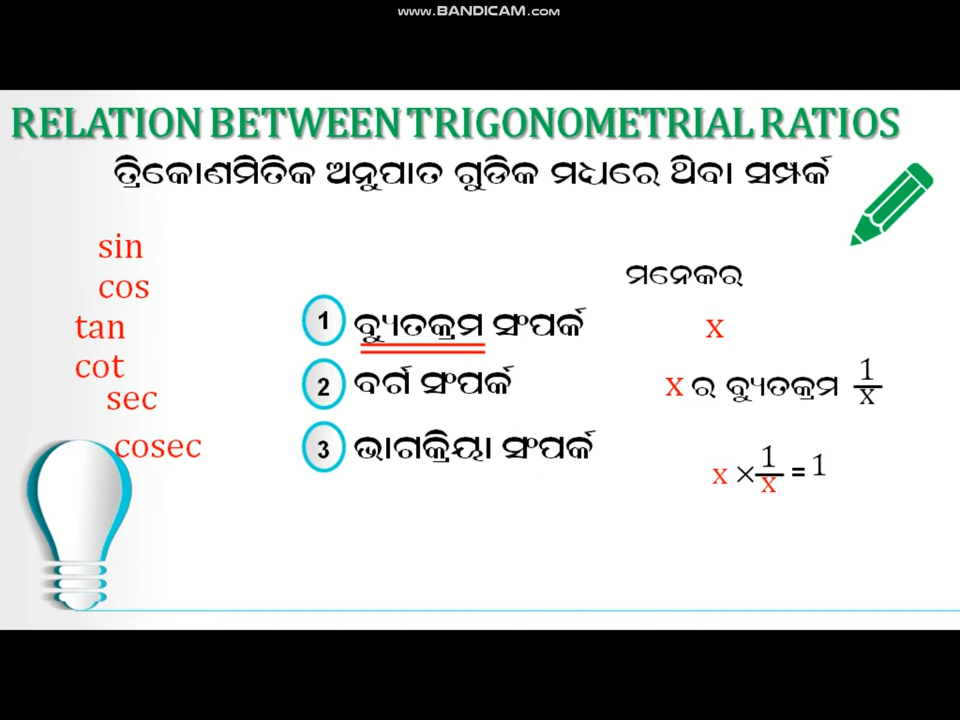 www.BANDICAM.com
RELATION BETWEEN TRIGONOMETRIAL RATIOS
ତ୍ରିକୋଣମିତିକ ଅନୁପାତ ଗୁଡିକ ମଧ୍ୟରେ ଥିବା ସମ୍ପର୍କ
sin
cos
tan
cot
sec
cosec
1 ବ୍ୟୁତକ୍ରମ ସଂପର୍କ
2 ବର୍ଗ ସଂପର୍କ
3 ଭାଗକ୍ରିୟା ସଂପର୍କ
ମନେକର
x
x ର ବ୍ୟୁତକ୍ରମ 1/x
x × 1/x = 1